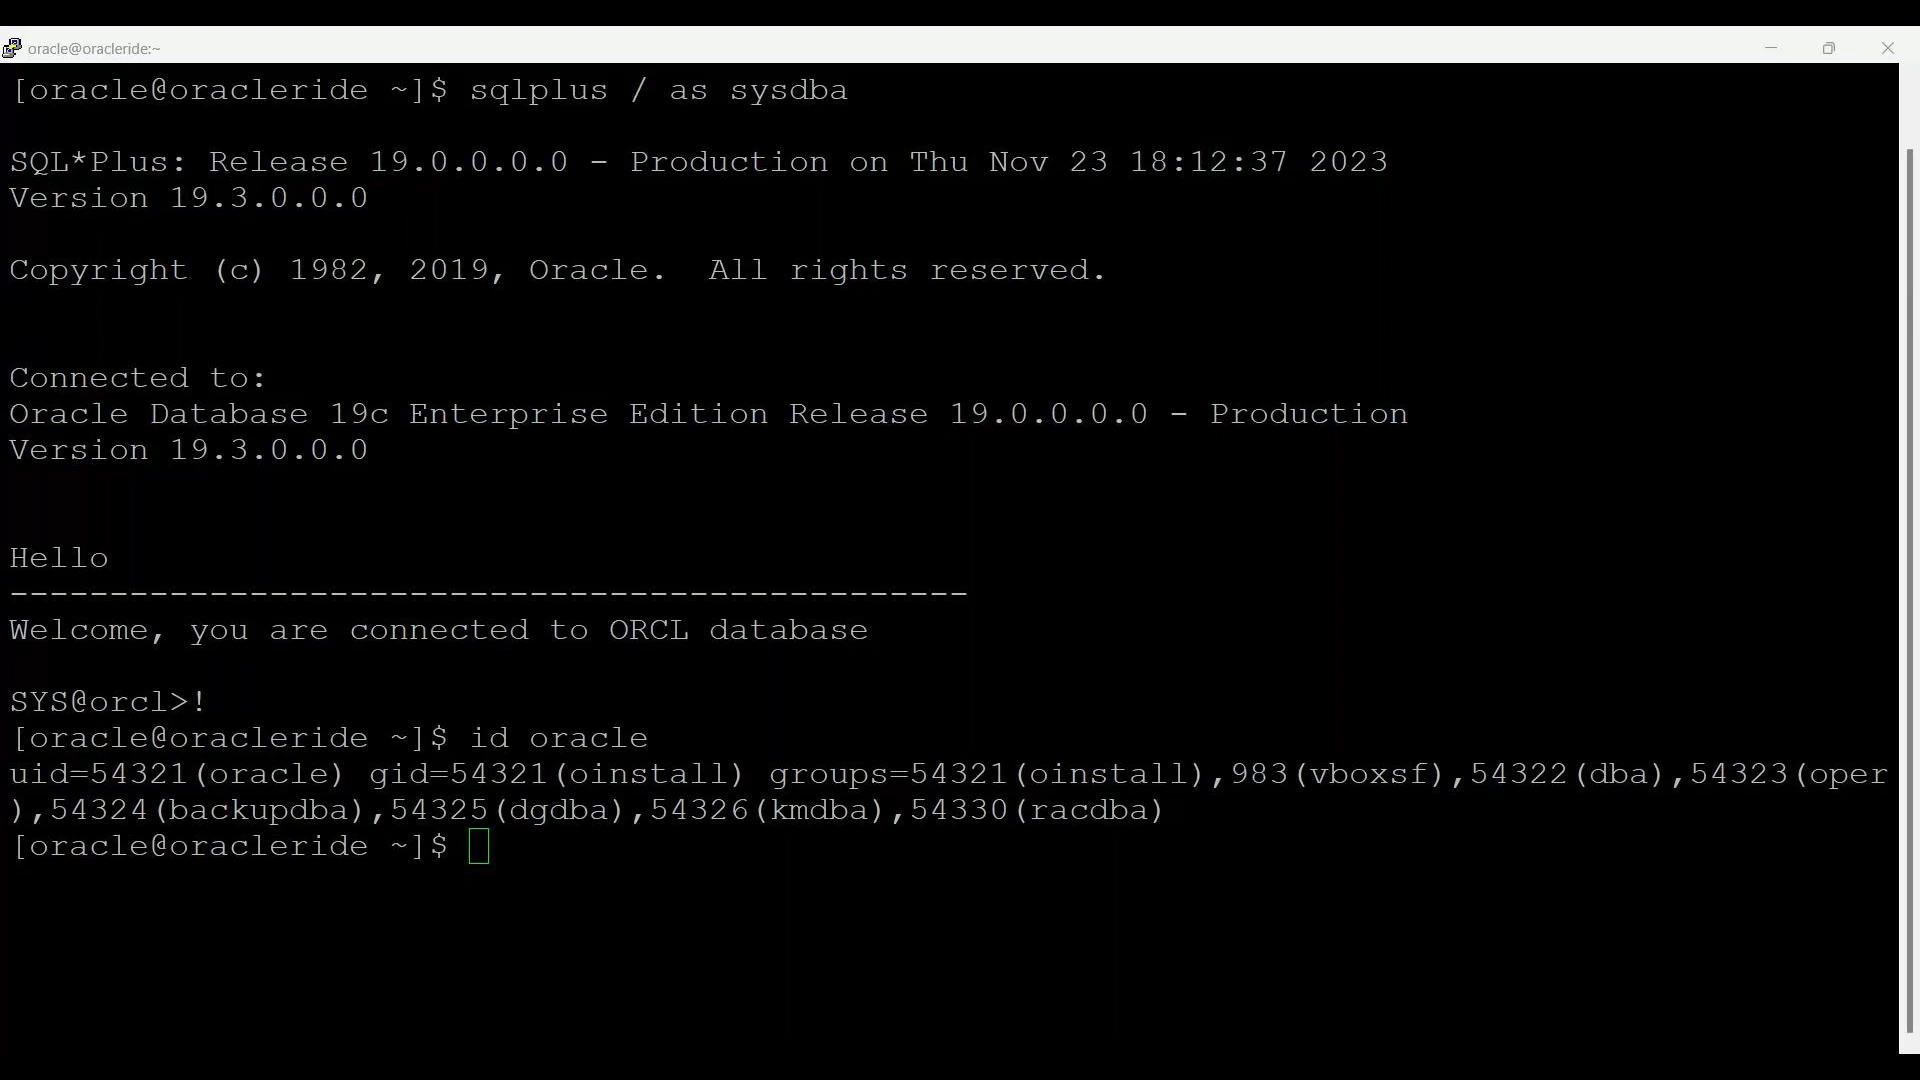 oracle@oracleride:~
[oracle@oracleride ~]$ sqlplus / as sysdba
SQL*Plus: Release 19.0.0.0.0 - Production on Thu Nov 23 18:12:37 2023
Version 19.3.0.0.0
Copyright (c) 1982, 2019, Oracle.  All rights reserved.
Connected to:
Oracle Database 19c Enterprise Edition Release 19.0.0.0.0 - Production
Version 19.3.0.0.0
Hello
------------------------------------------------
Welcome, you are connected to ORCL database
SYS@orcl>!
[oracle@oracleride ~]$ id oracle
uid=54321(oracle) gid=54321(oinstall) groups=54321(oinstall),983(vboxsf),54322(dba),54323(oper
),54324(backupdba),54325(dgdba),54326(kmdba),54330(racdba)
[oracle@oracleride ~]$